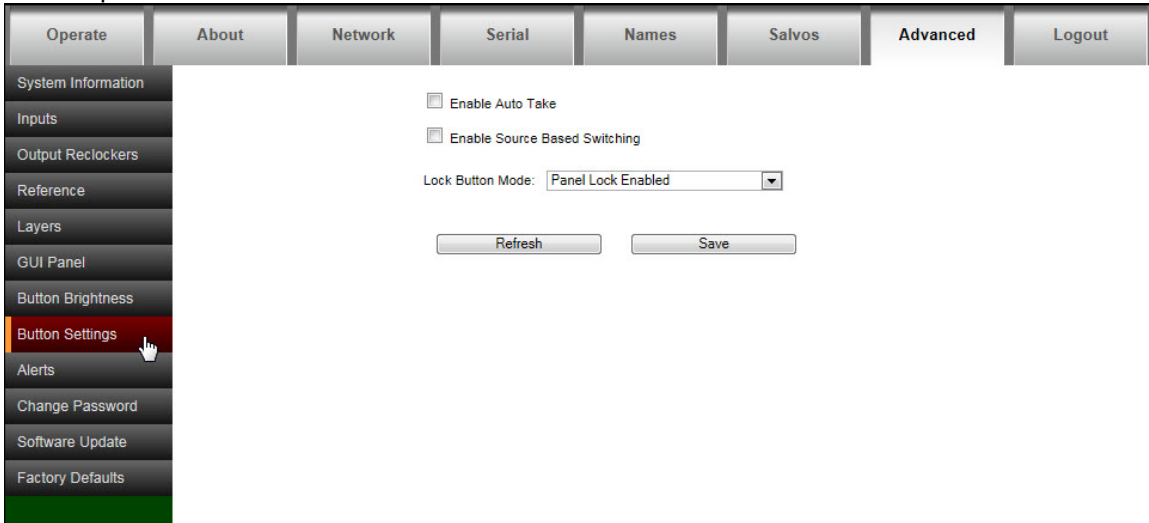 Operate About Network Serial Names Salvos Advanced Logout
System Information
Inputs
Output Reclockers
Reference
Layers
GUI Panel
Button Brightness
Button Settings
Alerts
Change Password
Software Update
Factory Defaults
Enable Auto Take
Enable Source Based Switching
Lock Button Mode: Panel Lock Enabled
Refresh Save